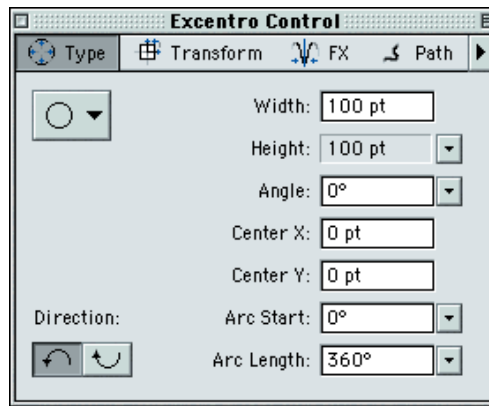 Excentro Control
Type Transform FX Path
Width: 100 pt
Height: 100 pt
Angle: 0°
Center X: 0 pt
Center Y: 0 pt
Direction: Arc Start: 0°
Arc Length: 360°